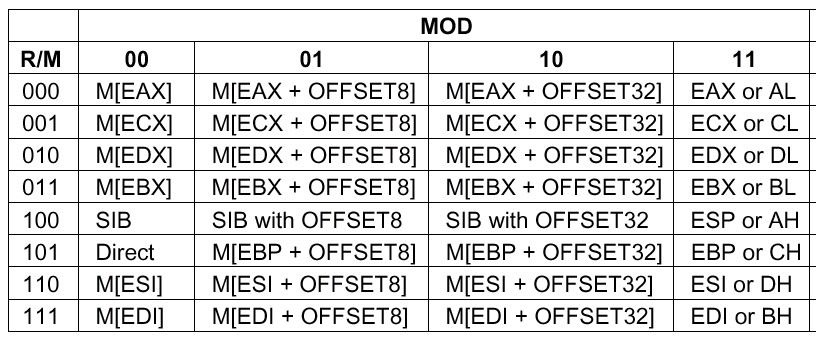 MOD
R/M 00 01 10 11
000 M[EAX] M[EAX + OFFSET8] M[EAX + OFFSET32] EAX or AL
001 M[ECX] M[ECX + OFFSET8] M[ECX + OFFSET32] ECX or CL
010 M[EDX] M[EDX + OFFSET8] M[EDX + OFFSET32] EDX or DL
011 M[EBX] M[EBX + OFFSET8] M[EBX + OFFSET32] EBX or BL
100 SIB SIB with OFFSET8 SIB with OFFSET32 ESP or AH
101 Direct M[EBP + OFFSET8] M[EBP + OFFSET32] EBP or CH
110 M[ESI] M[ESI + OFFSET8] M[ESI + OFFSET32] ESI or DH
111 M[EDI] M[EDI + OFFSET8] M[EDI + OFFSET32] EDI or BH